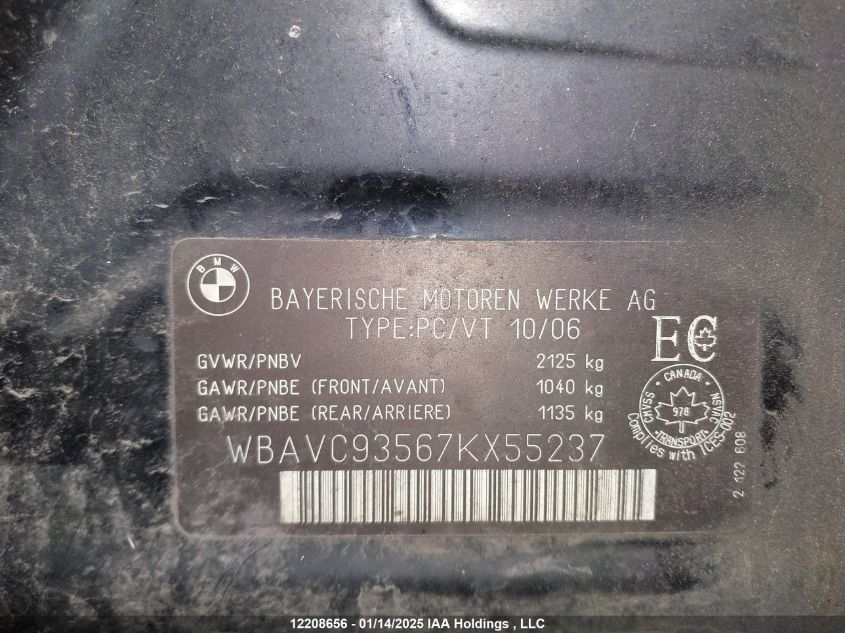 BMW
BAYERISCHE MOTOREN WERKE AG
TYPE:PC/VT 10/06
GVWR/PNBV 2125 kg
GAWR/PNBE (FRONT/AVANT) 1040 kg
GAWR/PNBE (REAR/ARRIERE) 1135 kg
WBAVC93567KX55237
EC
CANADA
978
TRANSPORT
CMVSS
NSVAC
Complies with ICES-002
2 122 608
12208656 - 01/14/2025 IAA Holdings , LLC